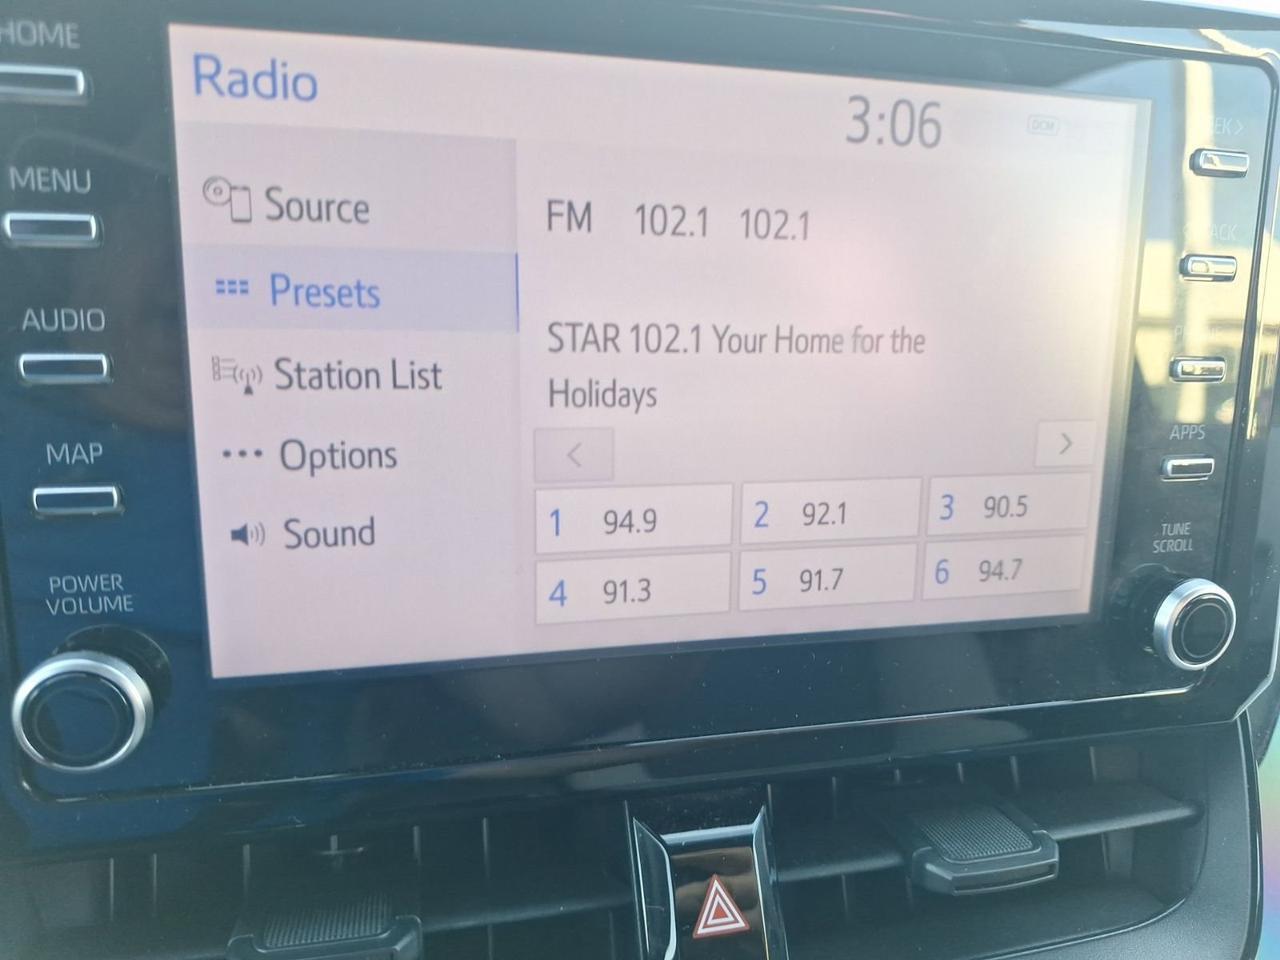 HOME
MENU
AUDIO
MAP
POWER
VOLUME
Radio
3:06
DCM
Source
Presets
Station List
Options
Sound
FM 102.1 102.1
STAR 102.1 Your Home for the
Holidays
< >
1 94.9 2 92.1 3 90.5
4 91.3 5 91.7 6 94.7
APPS
TUNE
SCROLL